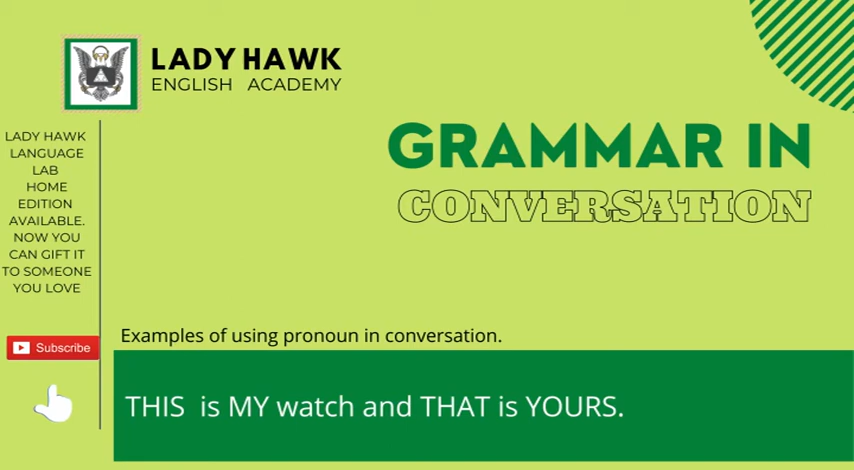 LADY HAWK
ENGLISH ACADEMY
LADY HAWK
LANGUAGE
LAB
HOME
EDITION
AVAILABLE.
NOW YOU
CAN GIFT IT
TO SOMEONE
YOU LOVE
Subscribe
GRAMMAR IN
CONVERSATION
Examples of using pronoun in conversation.
THIS is MY watch and THAT is YOURS.